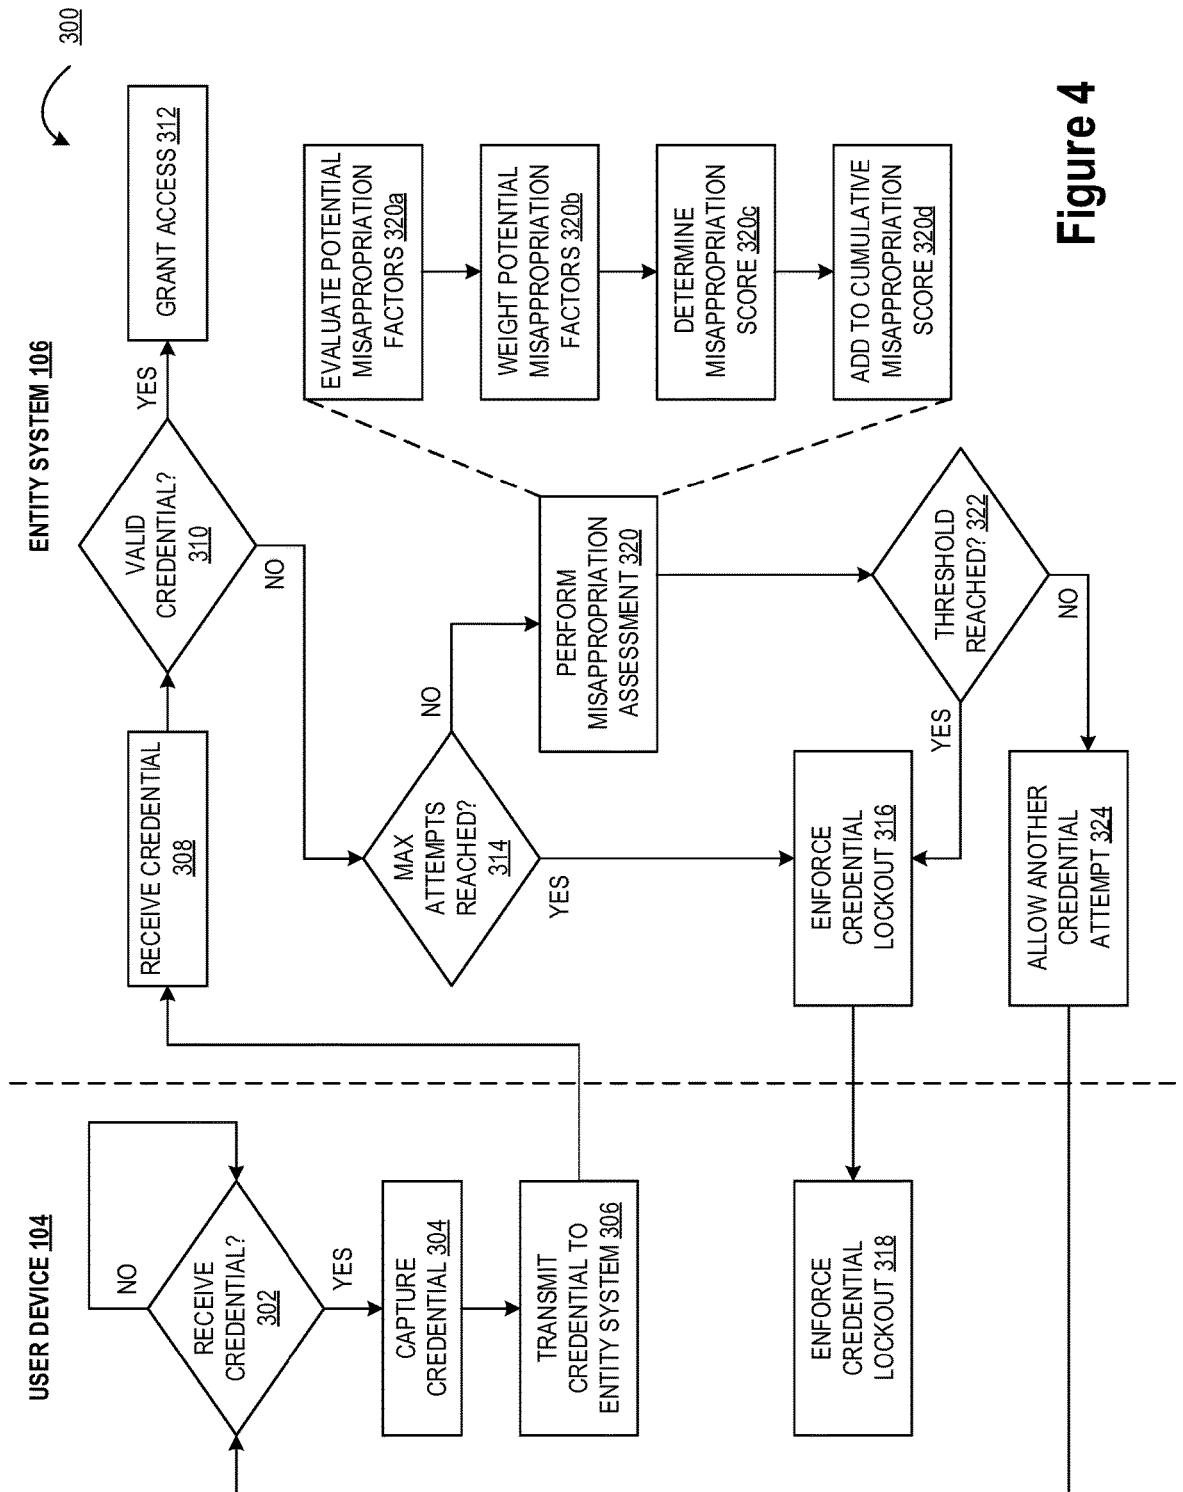 300
USER DEVICE 104
ENTITY SYSTEM 106
RECEIVE
CREDENTIAL?
302
NO
YES
CAPTURE
CREDENTIAL 304
TRANSMIT
CREDENTIAL TO
ENTITY SYSTEM 306
RECEIVE CREDENTIAL
308
VALID
CREDENTIAL?
310
YES
GRANT ACCESS 312
NO
MAX
ATTEMPTS
REACHED?
314
NO
YES
PERFORM
MISAPPROPRIATION
ASSESSMENT 320
EVALUATE POTENTIAL
MISAPPROPRIATION
FACTORS 320a
WEIGHT POTENTIAL
MISAPPROPRIATION
FACTORS 320b
DETERMINE
MISAPPROPRIATION
SCORE 320c
ADD TO CUMULATIVE
MISAPPROPRIATION
SCORE 320d
THRESHOLD
REACHED? 322
YES
NO
ENFORCE
CREDENTIAL
LOCKOUT 316
ENFORCE
CREDENTIAL
LOCKOUT 318
ALLOW ANOTHER
CREDENTIAL
ATTEMPT 324
Figure 4